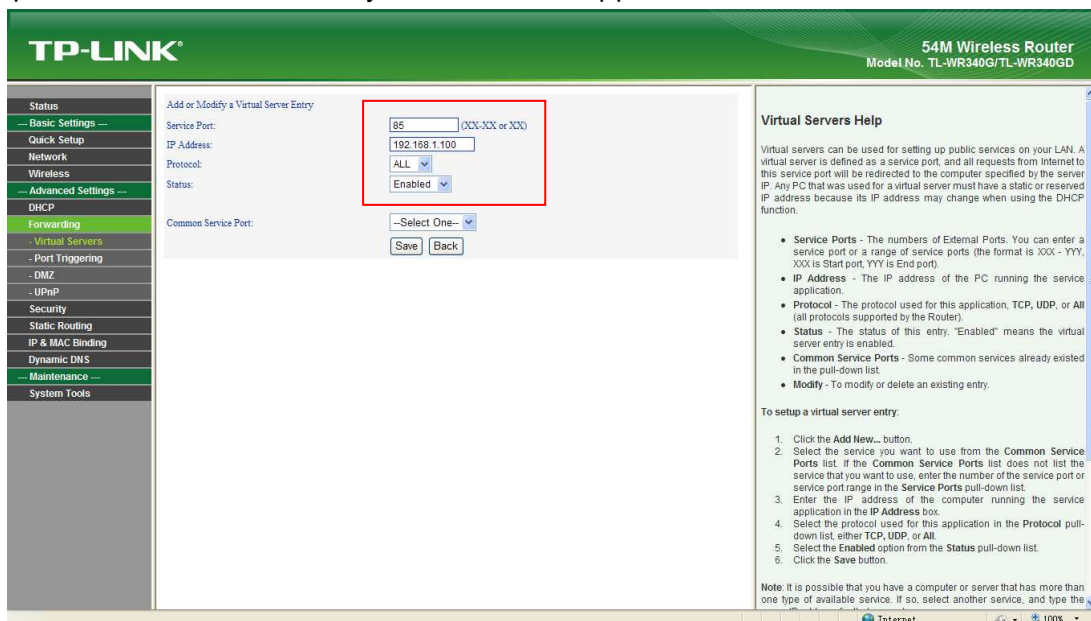 TP-LINK®
54M Wireless Router
Model No. TL-WR340G/TL-WR340GD
Status
--- Basic Settings ---
Quick Setup
Network
Wireless
--- Advanced Settings ---
DHCP
Forwarding
- Virtual Servers
- Port Triggering
- DMZ
- UPnP
Security
Static Routing
IP & MAC Binding
Dynamic DNS
--- Maintenance ---
System Tools
Add or Modify a Virtual Server Entry
Service Port: 85 (XX-XX or XX)
IP Address: 192.168.1.100
Protocol: ALL
Status: Enabled
Common Service Port: --Select One--
Save Back
Virtual Servers Help
Virtual servers can be used for setting up public services on your LAN. A
virtual server is defined as a service port, and all requests from Internet to
this service port will be redirected to the computer specified by the server
IP. Any PC that was used for a virtual server must have a static or reserved
IP address because its IP address may change when using the DHCP
function.
• Service Ports - The numbers of External Ports. You can enter a
service port or a range of service ports (the format is XXX - YYY,
XXX is Start port, YYY is End port).
• IP Address - The IP address of the PC running the service
application.
• Protocol - The protocol used for this application, TCP, UDP, or All
(all protocols supported by the Router).
• Status - The status of this entry. "Enabled" means the virtual
server entry is enabled.
• Common Service Ports - Some common services already existed
in the pull-down list.
• Modify - To modify or delete an existing entry.
To setup a virtual server entry:
1. Click the Add New... button.
2. Select the service you want to use from the Common Service
Ports list. If the Common Service Ports list does not list the
service that you want to use, enter the number of the service port or
service port range in the Service Ports pull-down list.
3. Enter the IP address of the computer running the service
application in the IP Address box.
4. Select the protocol used for this application in the Protocol pull-
down list, either TCP, UDP, or All.
5. Select the Enabled option from the Status pull-down list.
6. Click the Save button.
Note: It is possible that you have a computer or server that has more than
one type of available service. If so, select another service, and type the
Internet 100%